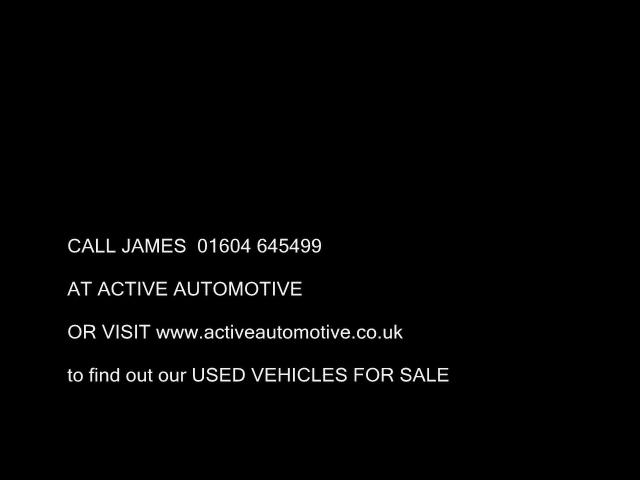 CALL JAMES  01604 645499
AT ACTIVE AUTOMOTIVE
OR VISIT www.activeautomotive.co.uk
to find out our USED VEHICLES FOR SALE